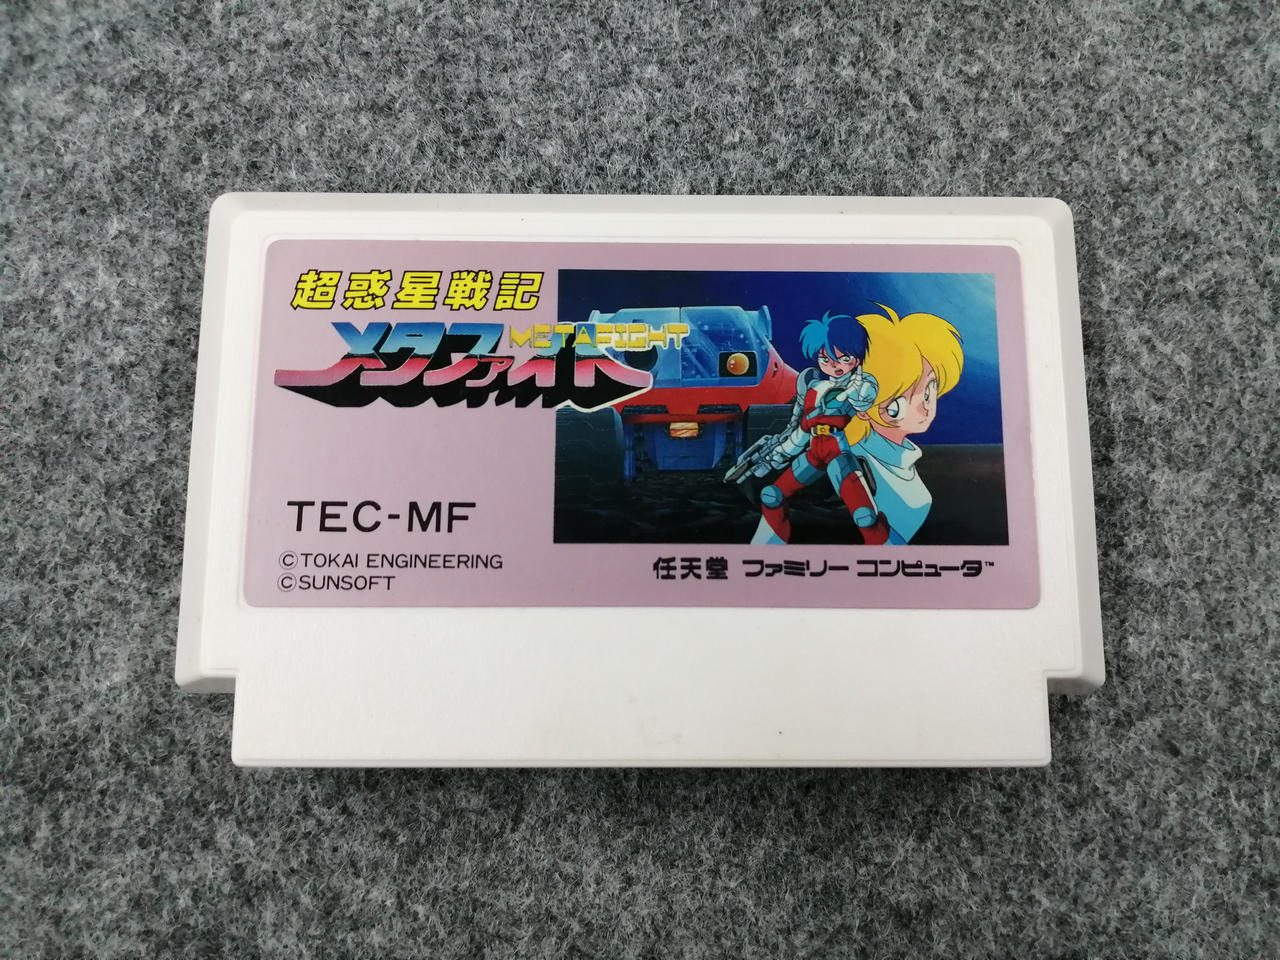 超惑星戦記
METAFIGHT
メタファイト
TEC-MF
©TOKAI ENGINEERING
©SUNSOFT
任天堂 ファミリー コンピュータ™